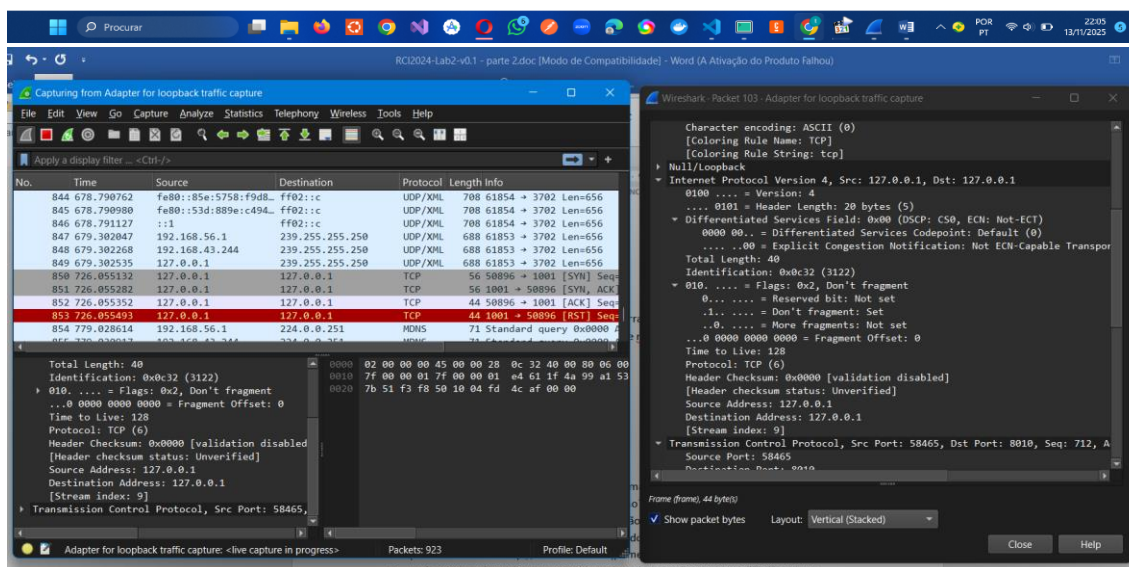 Procurar
POR
PT
22:05
13/11/2025
RCI2024-Lab2-v0.1 - parte 2.doc [Modo de Compatibilidade] - Word (A Ativação do Produto Falhou)
Capturing from Adapter for loopback traffic capture
File Edit View Go Capture Analyze Statistics Telephony Wireless Tools Help
Apply a display filter ... <Ctrl-/>
No. Time Source Destination Protocol Length Info
844 678.790762 fe80::85e:5758:f9d8… ff02::c UDP/XML 708 61854 → 3702 Len=656
845 678.790980 fe80::53d:889e:c494… ff02::c UDP/XML 708 61854 → 3702 Len=656
846 678.791127 ::1 ff02::c UDP/XML 708 61854 → 3702 Len=656
847 679.302047 192.168.56.1 239.255.255.250 UDP/XML 688 61853 → 3702 Len=656
848 679.302268 192.168.43.244 239.255.255.250 UDP/XML 688 61853 → 3702 Len=656
849 679.302535 127.0.0.1 239.255.255.250 UDP/XML 688 61853 → 3702 Len=656
850 726.055132 127.0.0.1 127.0.0.1 TCP 56 50896 → 1001 [SYN] Seq=
851 726.055282 127.0.0.1 127.0.0.1 TCP 56 1001 → 50896 [SYN, ACK]
852 726.055352 127.0.0.1 127.0.0.1 TCP 44 50896 → 1001 [ACK] Seq=
853 726.055493 127.0.0.1 127.0.0.1 TCP 44 1001 → 50896 [RST] Seq=
854 779.028614 192.168.56.1 224.0.0.251 MDNS 71 Standard query 0x0000 A
Total Length: 40
Identification: 0x0c32 (3122)
010. .... = Flags: 0x2, Don't fragment
...0 0000 0000 0000 = Fragment Offset: 0
Time to Live: 128
Protocol: TCP (6)
Header Checksum: 0x0000 [validation disabled
[Header checksum status: Unverified]
Source Address: 127.0.0.1
Destination Address: 127.0.0.1
[Stream index: 9]
Transmission Control Protocol, Src Port: 58465,
0000 02 00 00 00 45 00 00 28 0c 32 40 00 80 06 00
0010 7f 00 00 01 7f 00 00 01 e4 61 1f 4a 99 a1 53
0020 7b 51 f3 f8 50 10 04 fd 4c af 00 00
Adapter for loopback traffic capture: <live capture in progress> Packets: 923 Profile: Default
Wireshark · Packet 103 · Adapter for loopback traffic capture
Character encoding: ASCII (0)
[Coloring Rule Name: TCP]
[Coloring Rule String: tcp]
Null/Loopback
Internet Protocol Version 4, Src: 127.0.0.1, Dst: 127.0.0.1
0100 .... = Version: 4
.... 0101 = Header Length: 20 bytes (5)
Differentiated Services Field: 0x00 (DSCP: CS0, ECN: Not-ECT)
0000 00.. = Differentiated Services Codepoint: Default (0)
.... ..00 = Explicit Congestion Notification: Not ECN-Capable Transpor
Total Length: 40
Identification: 0x0c32 (3122)
010. .... = Flags: 0x2, Don't fragment
0... .... = Reserved bit: Not set
.1.. .... = Don't fragment: Set
..0. .... = More fragments: Not set
...0 0000 0000 0000 = Fragment Offset: 0
Time to Live: 128
Protocol: TCP (6)
Header Checksum: 0x0000 [validation disabled]
[Header checksum status: Unverified]
Source Address: 127.0.0.1
Destination Address: 127.0.0.1
[Stream index: 9]
Transmission Control Protocol, Src Port: 58465, Dst Port: 8010, Seq: 712, A
Source Port: 58465
Destination Port: 8010
Frame (frame), 44 byte(s)
Show packet bytes Layout: Vertical (Stacked)
Close Help